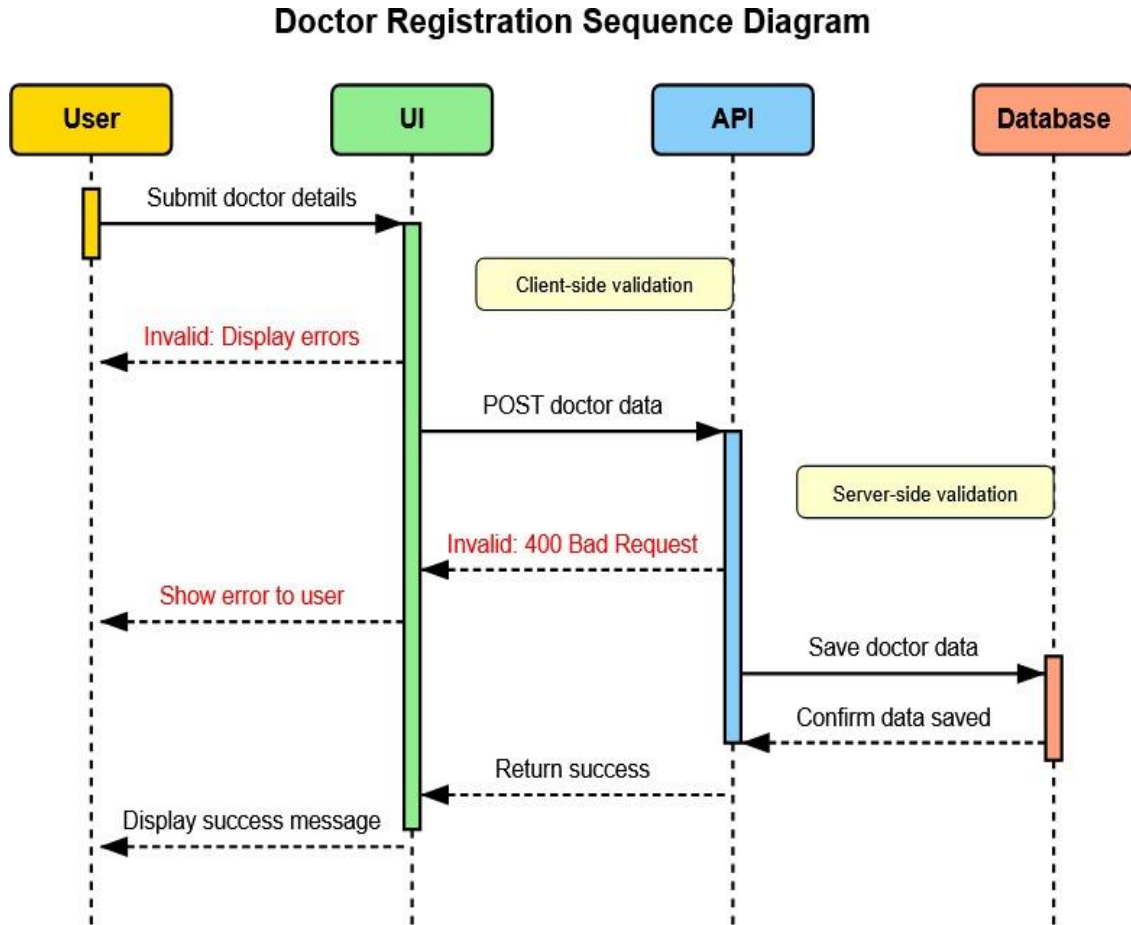 Doctor Registration Sequence Diagram
User
UI
API
Database
Submit doctor details
Client-side validation
Invalid: Display errors
POST doctor data
Server-side validation
Invalid: 400 Bad Request
Show error to user
Save doctor data
Confirm data saved
Return success
Display success message